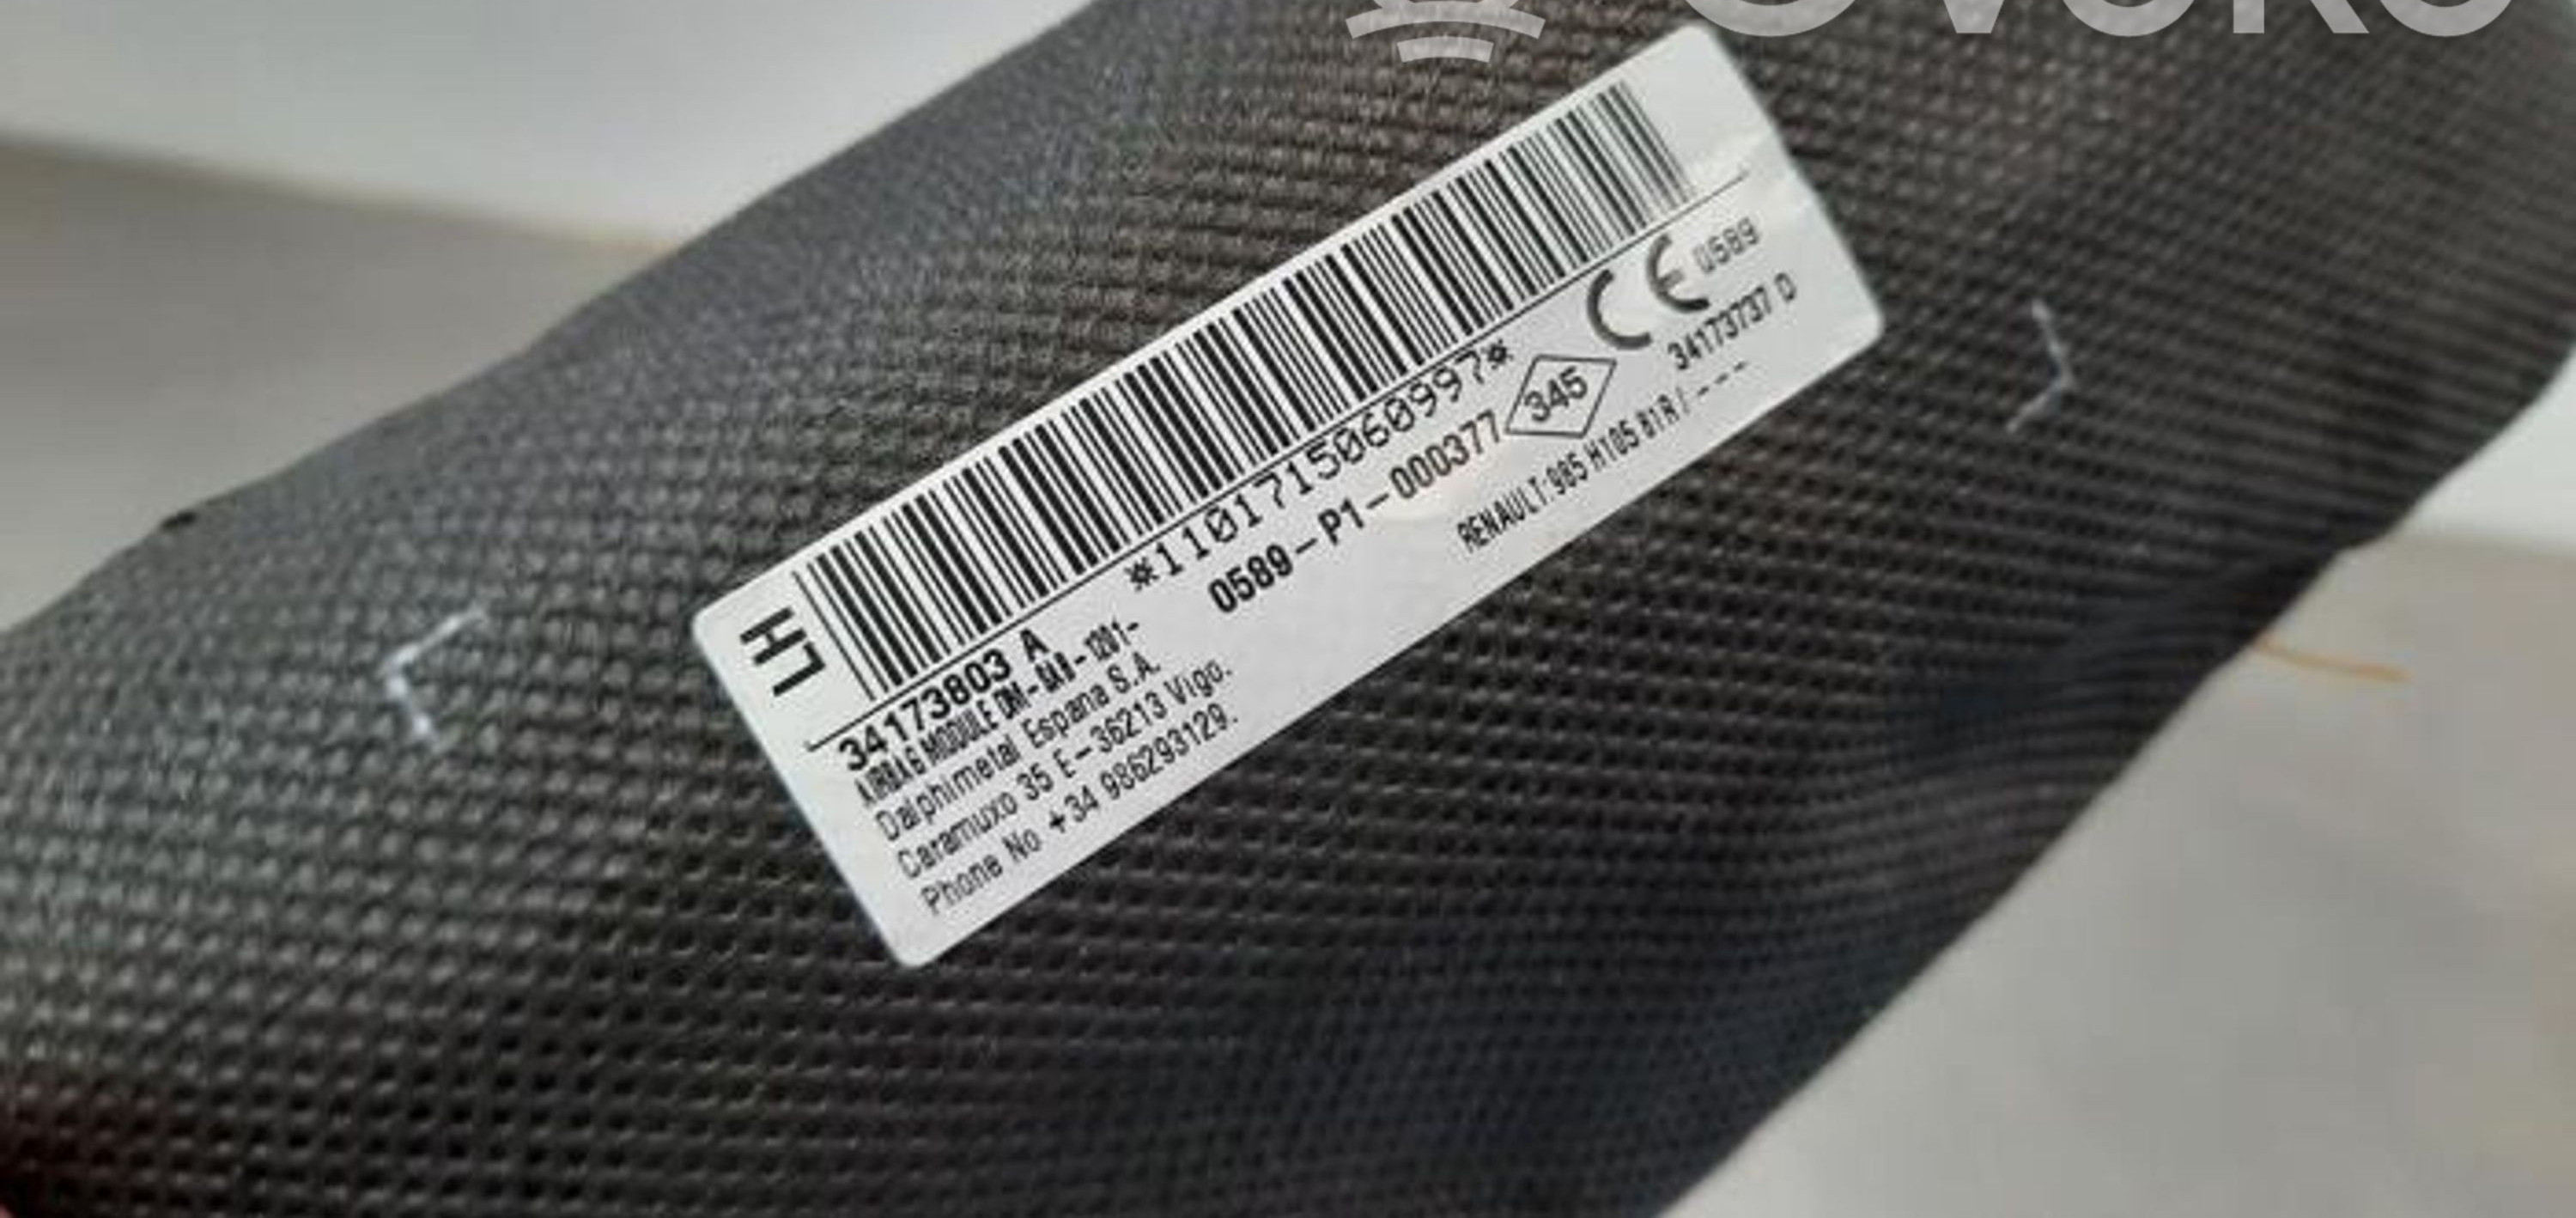 OVOKO
LH
*1101715060997*
CE 0589
34173803 A
0589-P1-000377 345
34173737 D
AIRBAG MODULE DM-
-1201-
RENAULT: 985 H105 81R / ---
Dalphimetal Espana S.A.
Caramuxo 35 E-36213 Vigo.
Phone No +34 986293129.